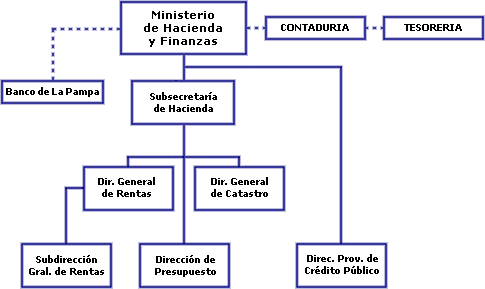 Ministerio
de Hacienda
y Finanzas
CONTADURIA
TESORERIA
Banco de La Pampa
Subsecretaría
de Hacienda
Dir. General
de Rentas
Dir. General
de Catastro
Subdirección
Gral. de Rentas
Dirección de
Presupuesto
Direc. Prov. de
Crédito Público